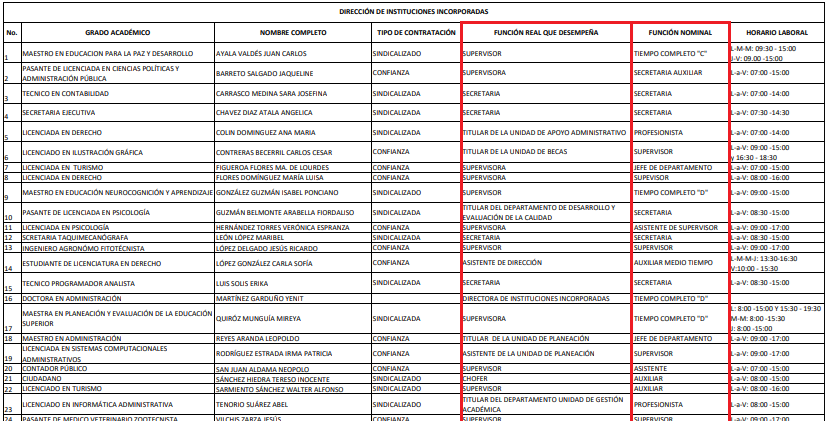 DIRECCIÓN DE INSTITUCIONES INCORPORADAS
No. GRADO ACADÉMICO NOMBRE COMPLETO TIPO DE CONTRATACIÓN FUNCIÓN REAL QUE DESEMPEÑA FUNCIÓN NOMINAL HORARIO LABORAL
1 MAESTRO EN EDUCACION PARA LA PAZ Y DESARROLLO AYALA VALDÉS JUAN CARLOS SINDICALIZADO SUPERVISOR TIEMPO COMPLETO "C" L-M-M: 09:30 - 15:00
J-V: 09.00 -15:00
PASANTE DE LICENCIADA EN CIENCIAS POLÍTICAS Y
2 ADMINISTRACIÓN PÚBLICA BARRETO SALGADO JAQUELINE CONFIANZA SUPERVISORA SECRETARIA AUXILIAR L-a-V: 07:00 -15:00
3 TECNICO EN CONTABILIDAD CARRASCO MEDINA SARA JOSEFINA SINDICALIZADA SECRETARIA SECRETARIA L-a-V: 07:00 -14:00
4 SECRETARIA EJECUTIVA CHAVEZ DIAZ ATALA ANGELICA SINDICALIZADO SECRETARIA SECRETARIA L-a-V: 07:30 -14:30
5 LICENCIADA EN DERECHO COLIN DOMINGUEZ ANA MARIA SINDICALIZADO TITULAR DE LA UNIDAD DE APOYO ADMINISTRATIVO PROFESIONISTA L-a-V: 07:00 -14:00
6 LICENCIADO EN ILUSTRACIÓN GRÁFICA CONTRERAS BECERRIL CARLOS CESAR CONFIANZA TITULAR DE LA UNIDAD DE BECAS SUPERVISOR L-a-V: 09:00 -15:00
y 16:30 - 18:30
7 LICENCIADA EN TURISMO FIGUEROA FLORES MA. DE LOURDES CONFIANZA SUPERVISORA JEFE DE DEPARTAMENTO L-a-V: 07:00 -15:00
8 LICENCIADA EN DERECHO FLORES DOMÍNGUEZ MARÍA LUISA CONFIANZA SUPERVISORA SUPEVISOR L-a-V: 08:00 -16:00
9 MAESTRO EN EDUCACIÓN NEUROCOGNICIÓN Y APRENDIZAJE GONZÁLEZ GUZMÁN ISABEL PONCIANO SINDICALIZADO SUPERVISOR TIEMPO COMPLETO "D" L-a-V: 09:00 -15:00
10 PASANTE DE LICENCIADA EN PSICOLOGÍA GUZMÁN BELMONTE ARABELLA FIORDALISO SINDICALIZADO TITULAR DEL DEPARTAMENTO DE DESARROLLO Y
EVALUACIÓN DE LA CALIDAD SECRETARIA L-a-V: 08:30 -15:00
11 LICENCIADA EN PSICOLOGÍA HERNÁNDEZ TORRES VERÓNICA ESPRANZA CONFIANZA SUPERVISORA ASISTENTE DE SUPERVISOR L-a-V: 09:00 -17:00
12 SCRETARIA TAQUIMECANÓGRAFA LEÓN LÓPEZ MARIBEL SINDICALIZADA SECRETARIA SECRETARIA L-a-V: 08:30 -15:00
13 INGENIERO AGRONÓMO FITOTÉCNISTA LÓPEZ DELGADO JESÚS RICARDO CONFIANZA SUPERVISOR SUPERVISOR L-a-V: 09:00 -17:00
14 ESTUDIANTE DE LICENCIATURA EN DERECHO LÓPEZ GONZÁLEZ CARLA SOFÍA CONFIANZA ASISTENTE DE DIRECCIÓN AUXILIAR MEDIO TIEMPO L-M-M-J: 13:30-16:30
V:10:00 - 15:30
15 TECNICO PROGRAMADOR ANALISTA LUIS SOLIS ERIKA SINDICALIZADA SECRETARIA SECRETARIA L-a-V: 08:30 -15:00
16 DOCTORA EN ADMINISTRACIÓN MARTÍNEZ GARDUÑO YENIT DIRECTORA DE INSTITUCIONES INCORPORADAS TIEMPO COMPLETO "D"
17 MAESTRA EN PLANEACIÓN Y EVALUACIÓN DE LA EDUCACIÓN
SUPERIOR QUIRÓZ MUNGUÍA MIREYA SINDICALIZADA SUPERVISORA TIEMPO COMPLETO "D" L: 8:00 -15:00 Y 15:30 - 19:30
M-M: 8:00 -15:30
J: 8:00 -15:00
18 MAESTRO EN ADMINISTRACIÓN REYES ARANDA LEOPOLDO CONFIANZA TITULAR DE LA UNIDAD DE PLANEACIÓN JEFE DE DEPARTAMENTO L-a-V: 09:00 -17:00
19 LICENCIADA EN SISTEMAS COMPUTACIONALES
ADMINISTRATIVOS RODRÍGUEZ ESTRADA IRMA PATRICIA CONFIANZA ASISTENTE DE LA UNIDAD DE PLANEACIÓN SUPERVISOR L-a-V: 09:00 -17:00
20 CONTADOR PÚBLICO SAN JUAN ALDAMA NEOPOLO CONFIANZA SUPERVISOR ASISTENTE L-a-V: 07:00 -15:00
21 CIUDADANO SÁNCHEZ HIEDRA TERESO INOCENTE SINDICALIZADO CHOFER AUXILIAR L-a-V: 08:00 -15:00
22 LICENCIADO EN TURISMO SARMIENTO SÁNCHEZ WALTER ALFONSO CONFIANZA SUPERVISOR AUXILIAR L-a-V: 08:00 -16:00
23 LICENCIADO EN INFORMÁTICA ADMINISTRATIVA TENORIO SUÁREZ ABEL SINDICALIZADO TITULAR DEL DEPARTAMENTO UNIDAD DE GESTIÓN
ACADÉMICA PROFESIONISTA L-a-V: 08:00 -15:00
24 PASANTE DE MEDICO VETERINARIO ZOOTECNISTA VILCHIS ZARZA JESÚS CONFIANZA SUPERVISOR SUPERVISOR L-a-V: 09:00 -17:00